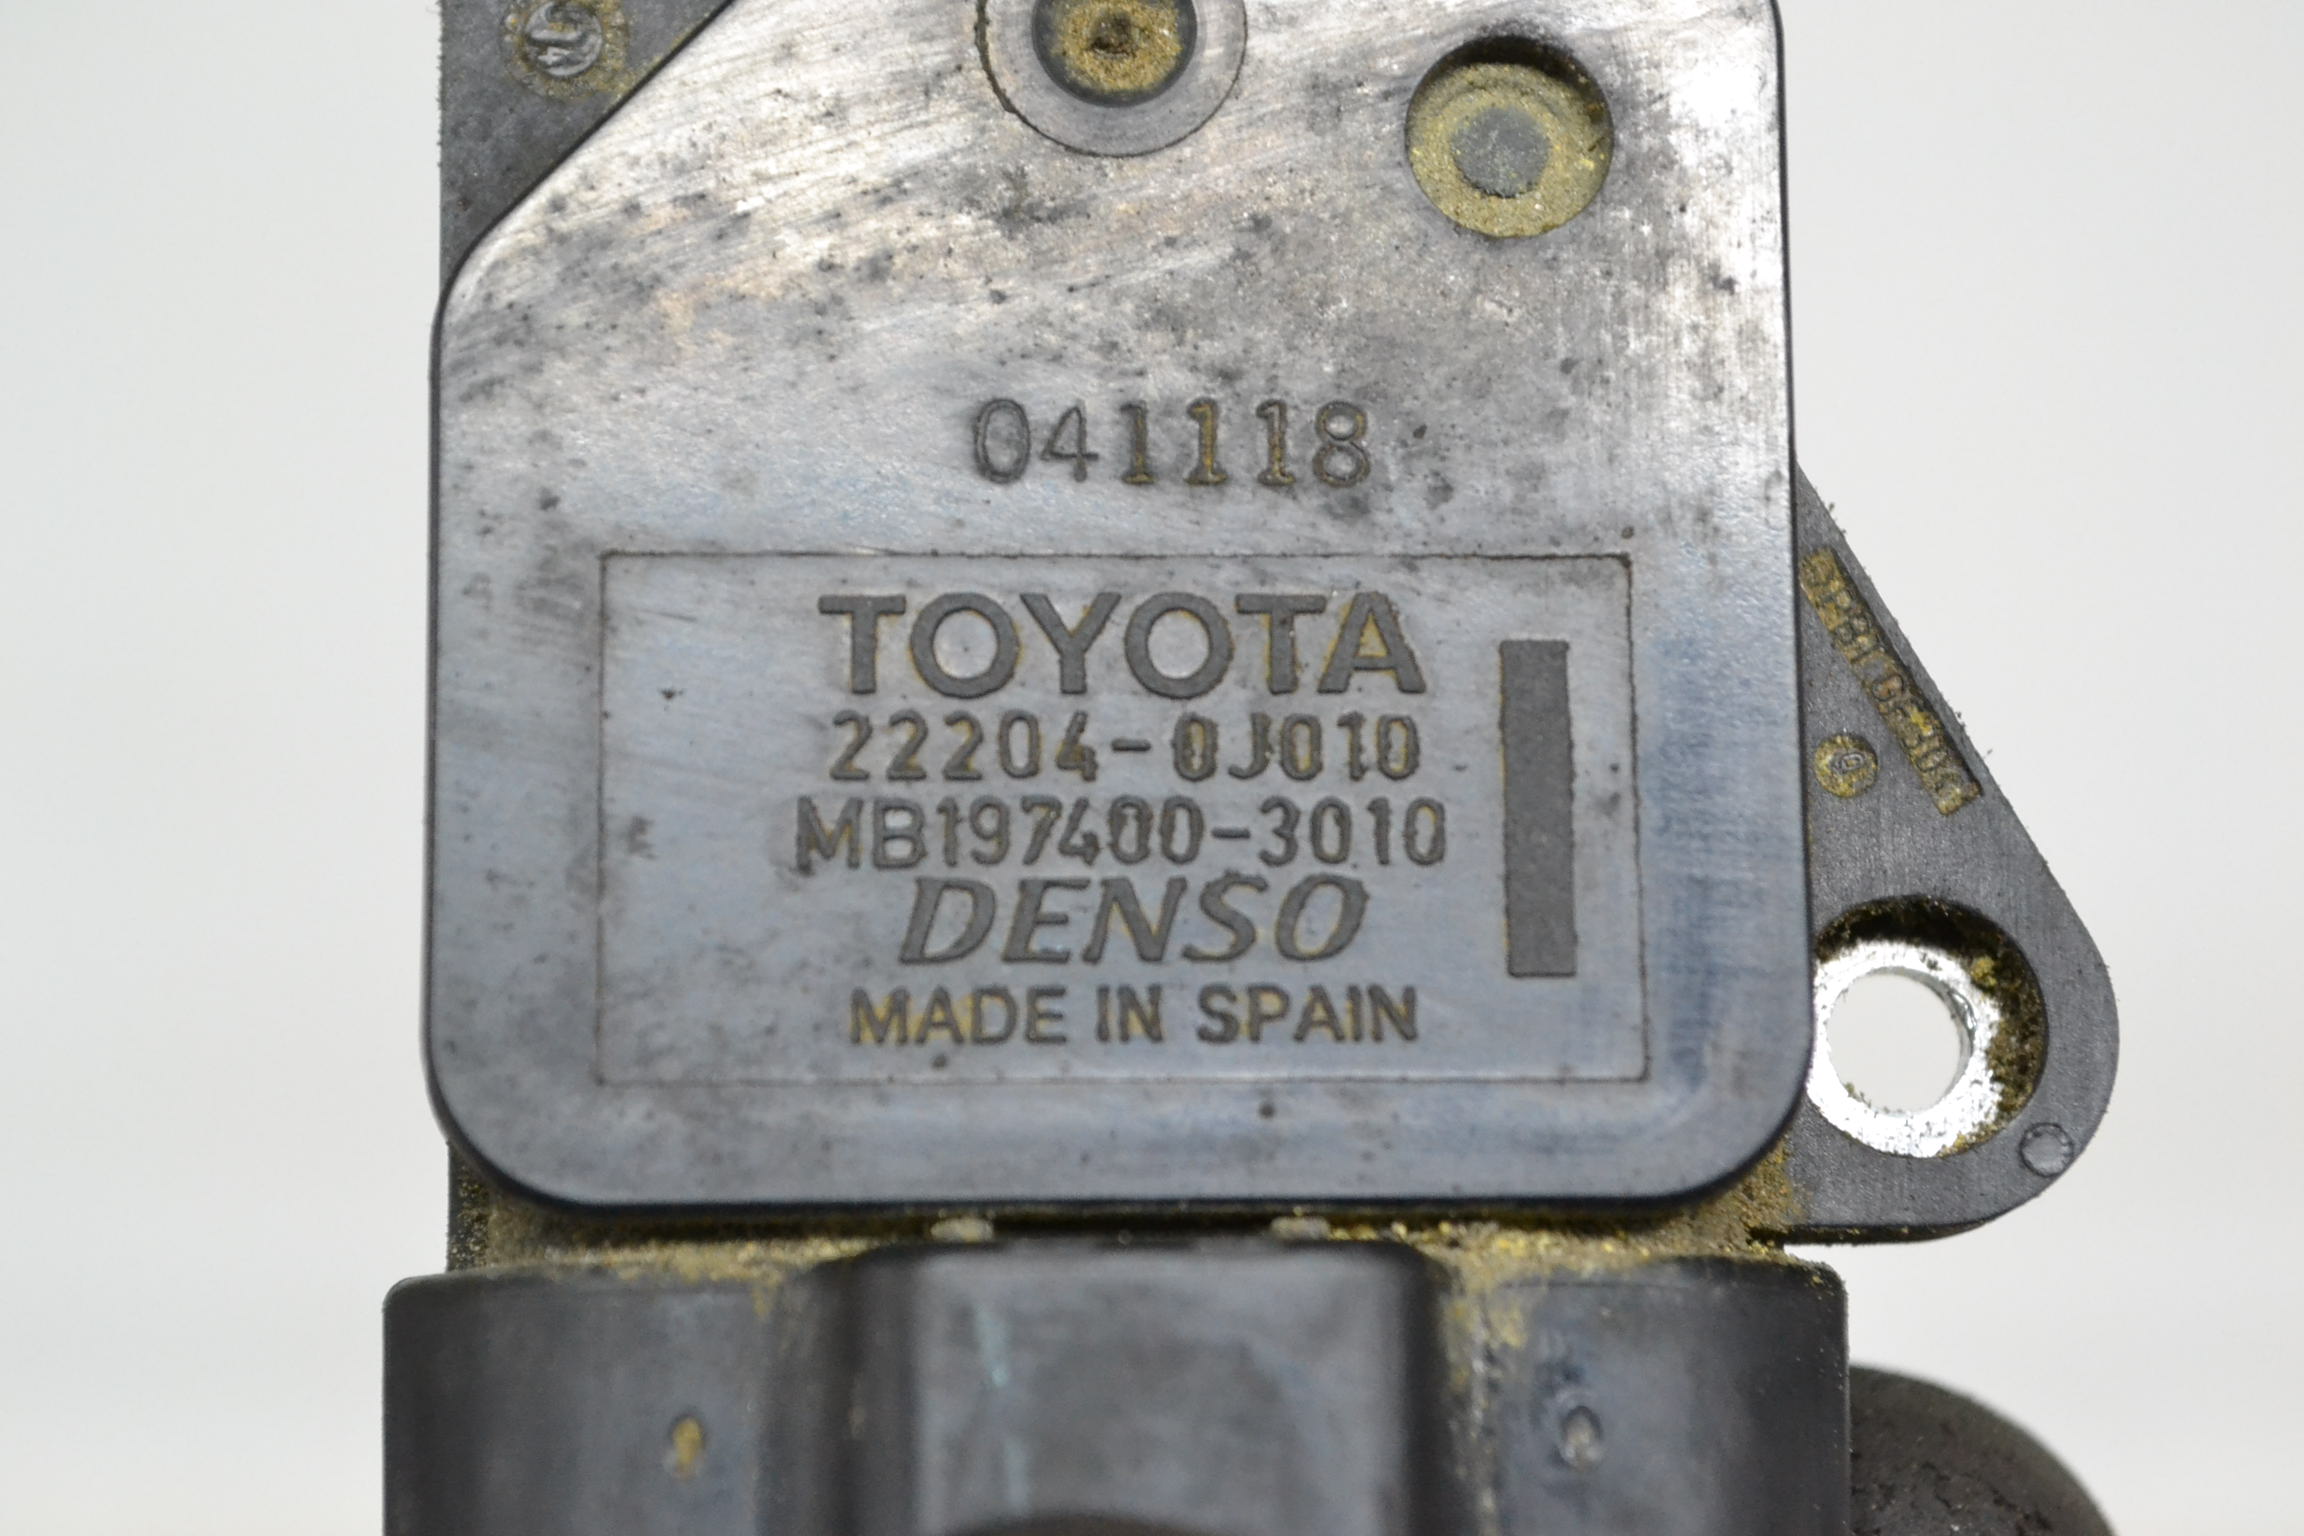 041118
TOYOTA
22204-0J010
MB197400-3010
DENSO
MADE IN SPAIN